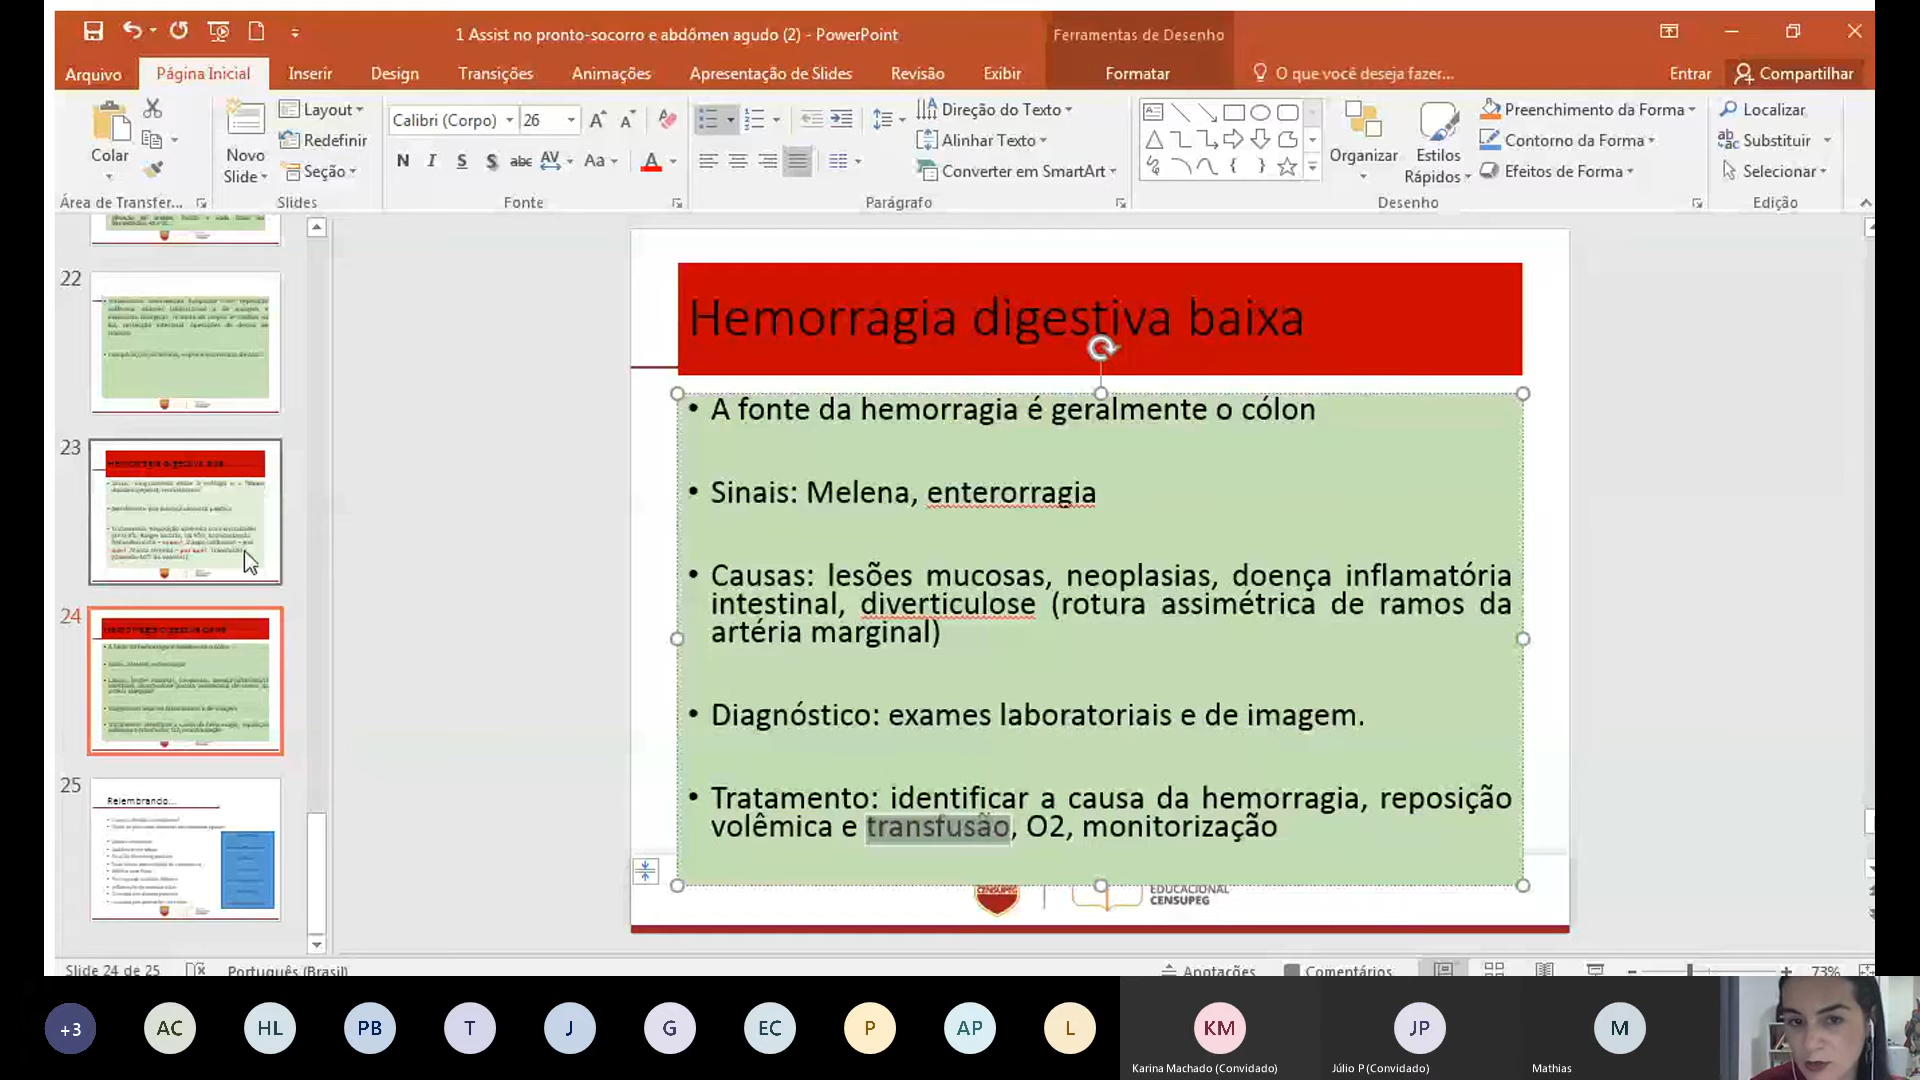 1 Assist no pronto-socorro e abdômen agudo (2) - PowerPoint
Ferramentas de Desenho
Arquivo
Página Inicial
Inserir
Design
Transições
Animações
Apresentação de Slides
Revisão
Exibir
Formatar
O que você deseja fazer...
Entrar
Compartilhar
Colar
Novo
Slide
Layout
Redefinir
Seção
Calibri (Corpo)
26
N I S S abc AV Aa A
Direção do Texto
Alinhar Texto
Converter em SmartArt
Organizar
Estilos
Rápidos
Preenchimento da Forma
Contorno da Forma
Efeitos de Forma
Localizar
Substituir
Selecionar
Área de Transfer...
Slides
Fonte
Parágrafo
Desenho
Edição
22
23
24
25
Relembrando...
Hemorragia digestiva baixa
• A fonte da hemorragia é geralmente o cólon
• Sinais: Melena, enterorragia
• Causas: lesões mucosas, neoplasias, doença inflamatória
intestinal, diverticulose (rotura assimétrica de ramos da
artéria marginal)
• Diagnóstico: exames laboratoriais e de imagem.
• Tratamento: identificar a causa da hemorragia, reposição
volêmica e transfusão, O2, monitorização
CENSUPEG
EDUCACIONAL
CENSUPEG
Slide 24 de 25
Português (Brasil)
Anotações
Comentários
73%
+3
AC
HL
PB
T
J
G
EC
P
AP
L
KM
JP
M
Karina Machado (Convidado)
Júlio P (Convidado)
Mathias